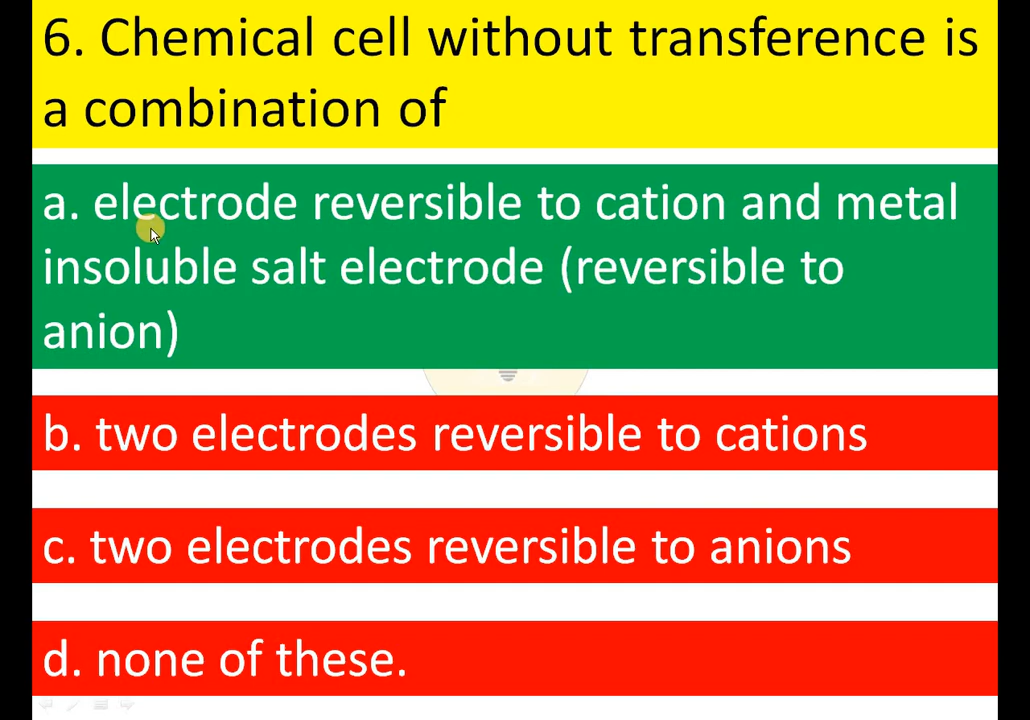 6. Chemical cell without transference is
a combination of
a. electrode reversible to cation and metal
insoluble salt electrode (reversible to
anion)
b. two electrodes reversible to cations
c. two electrodes reversible to anions
d. none of these.